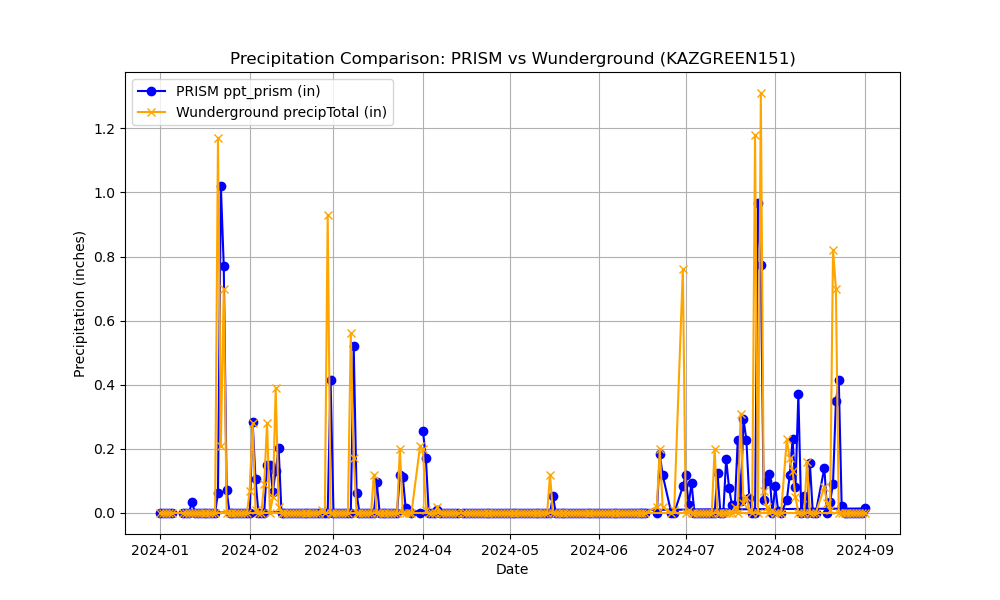 Precipitation Comparison: PRISM vs Wunderground (KAZGREEN151)
PRISM ppt_prism (in)
Wunderground precipTotal (in)
Precipitation (inches)
1.2
1.0
0.8
0.6
0.4
0.2
0.0
2024-01 2024-02 2024-03 2024-04 2024-05 2024-06 2024-07 2024-08 2024-09
Date